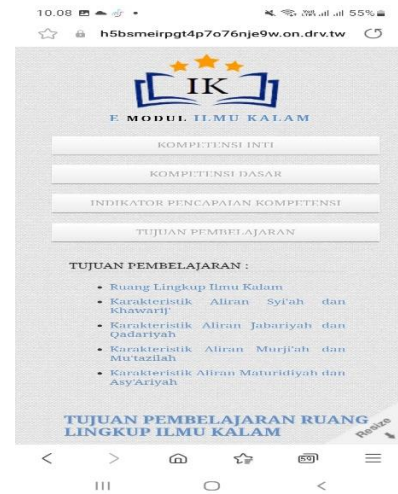 10.08 55%
h5bsmeirpgt4p7o76nje9w.on.drv.tw
IK
E MODUL ILMU KALAM
KOMPETENSI INTI
KOMPETENSI DASAR
INDIKATOR PENCAPAIAN KOMPETENSI
TUJUAN PEMBELAJARAN
TUJUAN PEMBELAJARAN :
• Ruang Lingkup Ilmu Kalam
• Karakteristik Aliran Syi'ah dan
Khawarij'
• Karakteristik Aliran Jabariyah dan
Qadariyah
• Karakteristik Aliran Murji'ah dan
Mu'tazilah
• Karakteristik Aliran Maturidiyah dan
Asy'Ariyah
TUJUAN PEMBELAJARAN RUANG
LINGKUP ILMU KALAM
Resize